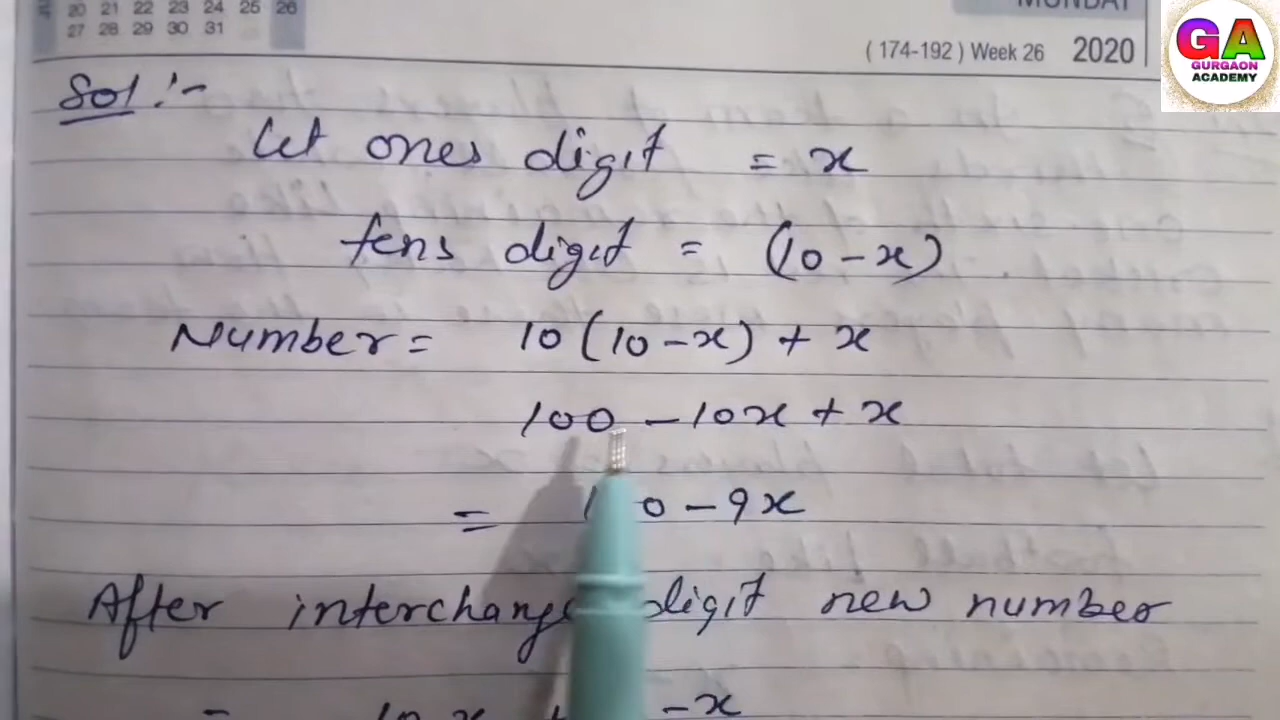 20 21 22 23 24 25 26
27 28 29 30 31
MONDAY
(174-192) Week 26 2020
GA
GURGAON
ACADEMY
Sol :-
Let ones digit = x
tens digit = (10 - x)
Number = 10 (10 - x) + x
100 - 10x + x
= 0 - 9x
After interchange digit new number
= 10 x + - x